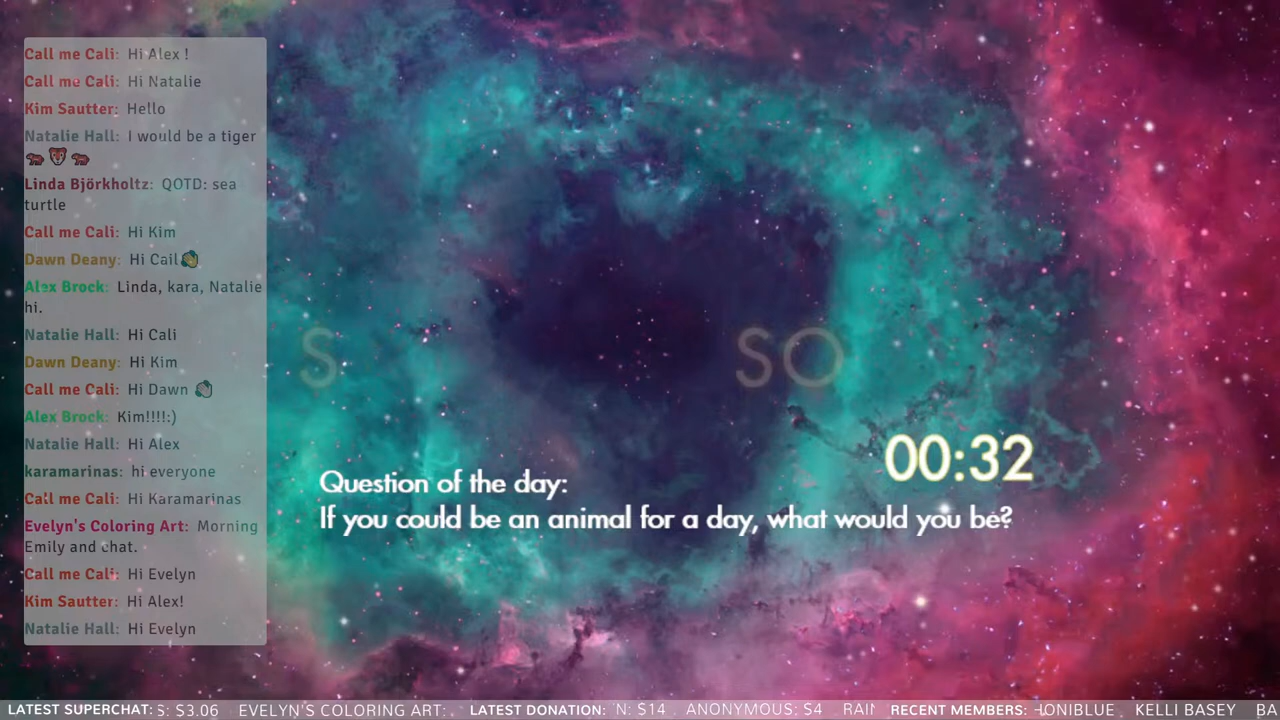 Call me Cali: Hi Alex !
Call me Cali: Hi Natalie
Kim Sautter: Hello
Natalie Hall: I would be a tiger
🐅🐯🐅
Linda Björkholtz: QOTD: sea
turtle
Call me Cali: Hi Kim
Dawn Deany: Hi Cail
Alex Brock: Linda, kara, Natalie
hi.
Natalie Hall: Hi Cali
Dawn Deany: Hi Kim
Call me Cali: Hi Dawn
Alex Brock: Kim!!!!:)
Natalie Hall: Hi Alex
karamarinas: hi everyone
Call me Cali: Hi Karamarinas
Evelyn's Coloring Art: Morning
Emily and chat.
Call me Cali: Hi Evelyn
Kim Sautter: Hi Alex!
Natalie Hall: Hi Evelyn
S SO
00:32
Question of the day:
If you could be an animal for a day, what would you be?
LATEST SUPERCHAT: S: $3.06 EVELYN'S COLORING ART: LATEST DONATION: N: $14 ANONYMOUS: $4 RAIN RECENT MEMBERS: HONIBLUE KELLI BASEY BA